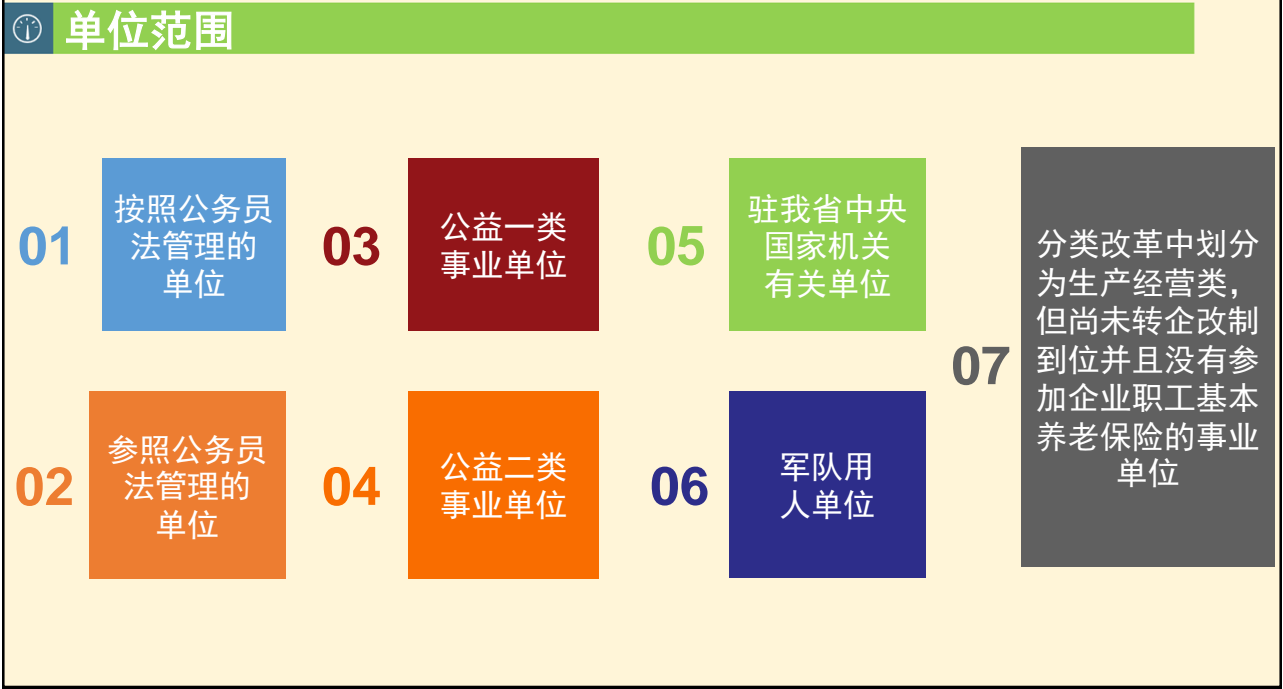 单位范围
01
按照公务员
法管理的
单位
02
参照公务员
法管理的
单位
03
公益一类
事业单位
04
公益二类
事业单位
05
驻我省中央
国家机关
有关单位
06
军队用
人单位
07
分类改革中划分
为生产经营类，
但尚未转企改制
到位并且没有参
加企业职工基本
养老保险的事业
单位